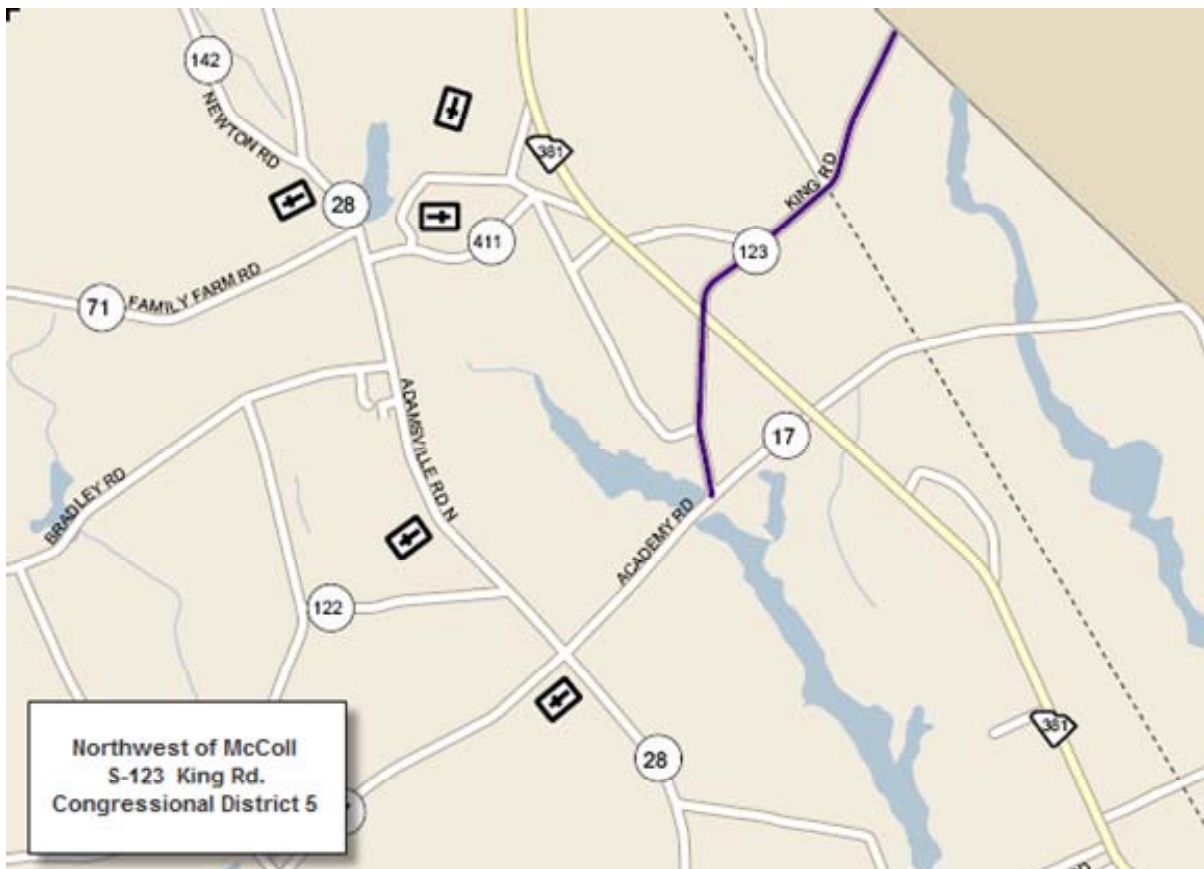 142
NEWTON RD
381
KING RD
28
411
123
FAMILY FARM RD
71
ADAMSVILLE RD N
17
BRADLEY RD
ACADEMY RD
122
381
28
Northwest of McColl
S-123 King Rd.
Congressional District 5